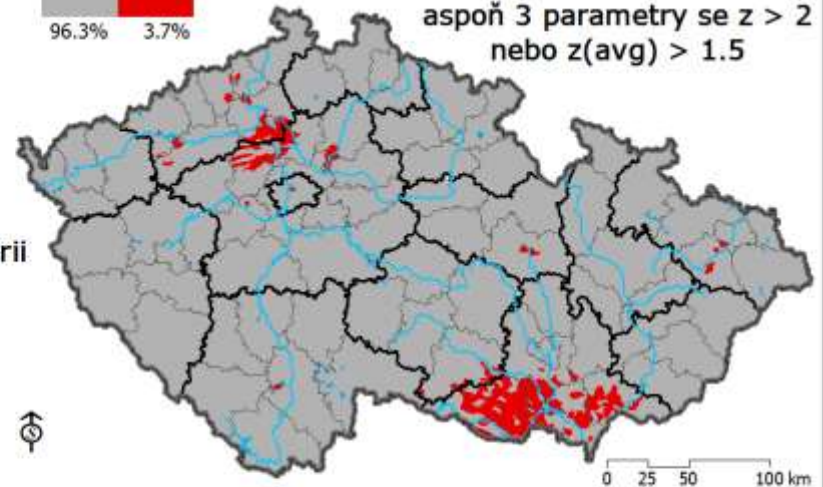 96.3% 3.7%
aspoň 3 parametry se z > 2
nebo z(avg) > 1.5
rii
0 25 50 100 km